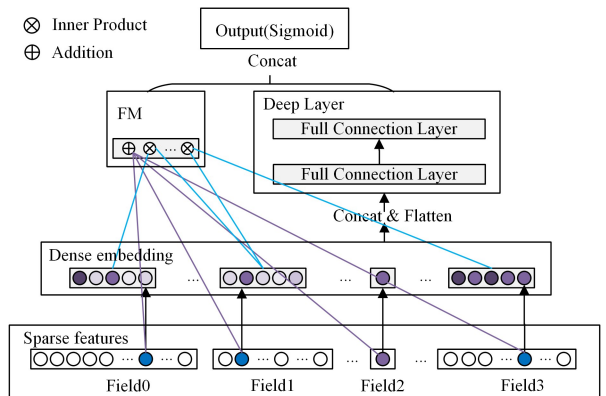 Inner Product
Addition
Output(Sigmoid)
Concat
FM
Deep Layer
Full Connection Layer
...
Full Connection Layer
Concat & Flatten
Dense embedding
... ... ...
Sparse features
... ... ... ... ... ... ... ... ...
Field0 Field1 Field2 Field3